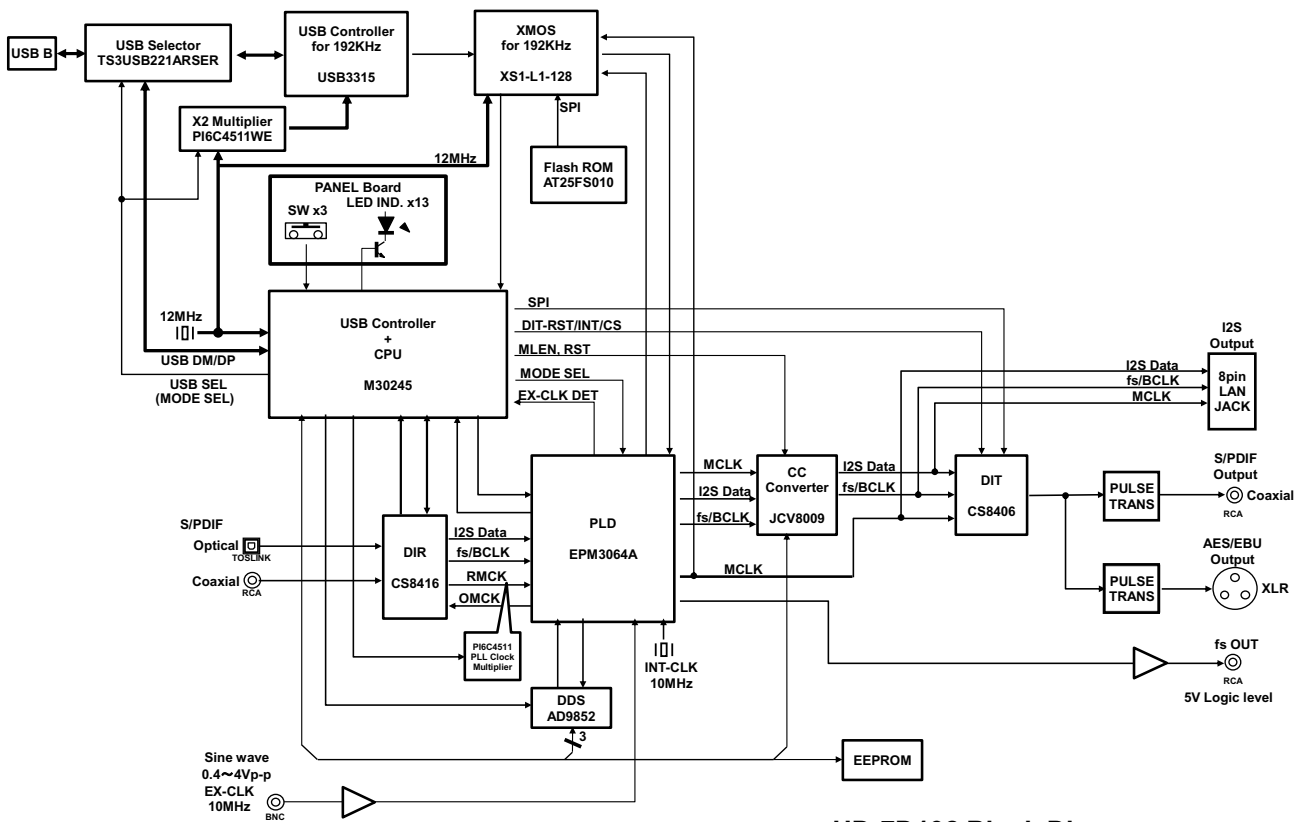 USB B
USB Selector
TS3USB221ARSER
USB Controller
for 192KHz
USB3315
XMOS
for 192KHz
XS1-L1-128
X2 Multiplier
PI6C4511WE
SPI
12MHz
Flash ROM
AT25FS010
PANEL Board
LED IND. x13
SW x3
12MHz
USB DM/DP
USB SEL
(MODE SEL)
USB Controller
+
CPU
M30245
SPI
DIT-RST/INT/CS
MLEN, RST
MODE SEL
EX-CLK DET
I2S
Output
I2S Data
fs/BCLK
MCLK
8pin
LAN
JACK
MCLK
I2S Data
fs/BCLK
CC
Converter
JCV8009
I2S Data
fs/BCLK
DIT
CS8406
PULSE
TRANS
S/PDIF
Output
Coaxial
RCA
PLD
EPM3064A
MCLK
S/PDIF
Optical
TOSLINK
Coaxial
RCA
DIR
CS8416
I2S Data
fs/BCLK
RMCK
OMCK
PI6C4511
PLL Clock
Multiplier
INT-CLK
10MHz
PULSE
TRANS
AES/EBU
Output
XLR
fs OUT
RCA
5V Logic level
DDS
AD9852
3
EEPROM
Sine wave
0.4～4Vp-p
EX-CLK
10MHz
BNC